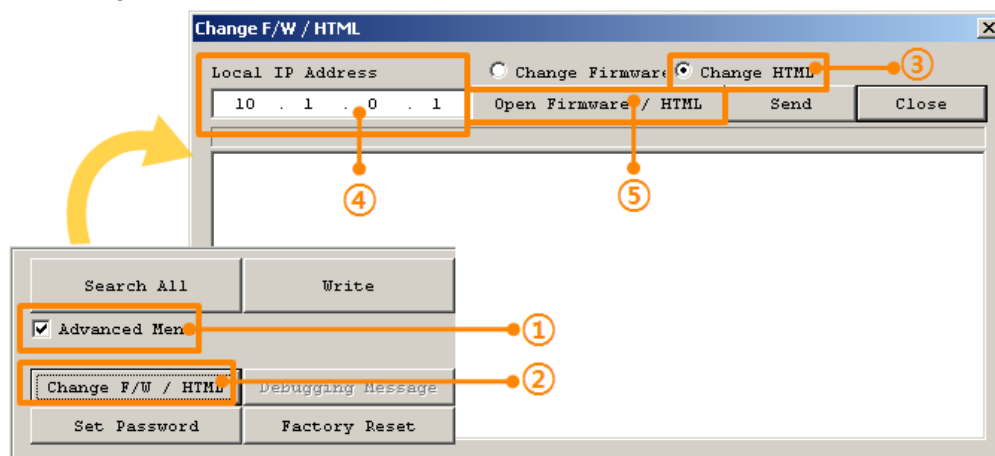 Change F/W / HTML
Local IP Address
Change Firmware
Change HTML
③
10 . 1 . 0 . 1
Open Firmware / HTML
Send
Close
④
⑤
Search All
Write
Advanced Men
①
Change F/W / HTML
Debugging Message
②
Set Password
Factory Reset